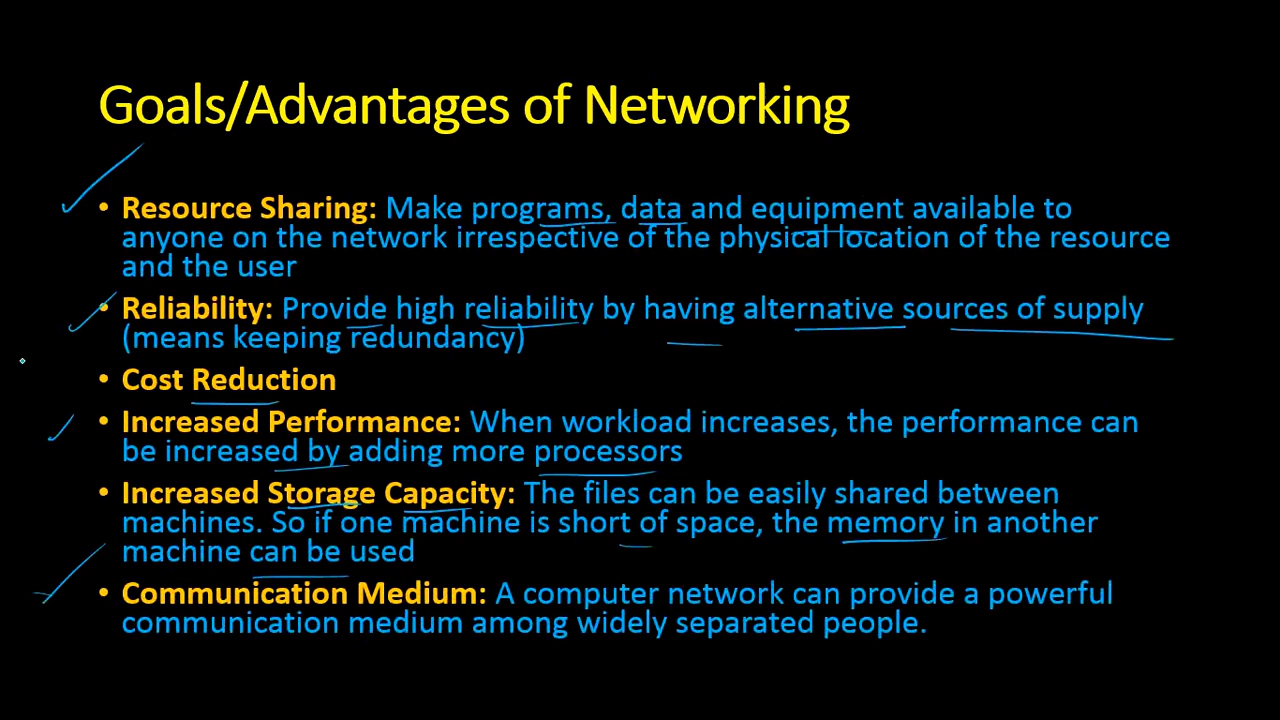 Goals/Advantages of Networking
• Resource Sharing: Make programs, data and equipment available to
anyone on the network irrespective of the physical location of the resource
and the user
• Reliability: Provide high reliability by having alternative sources of supply
(means keeping redundancy)
• Cost Reduction
• Increased Performance: When workload increases, the performance can
be increased by adding more processors
• Increased Storage Capacity: The files can be easily shared between
machines. So if one machine is short of space, the memory in another
machine can be used
• Communication Medium: A computer network can provide a powerful
communication medium among widely separated people.